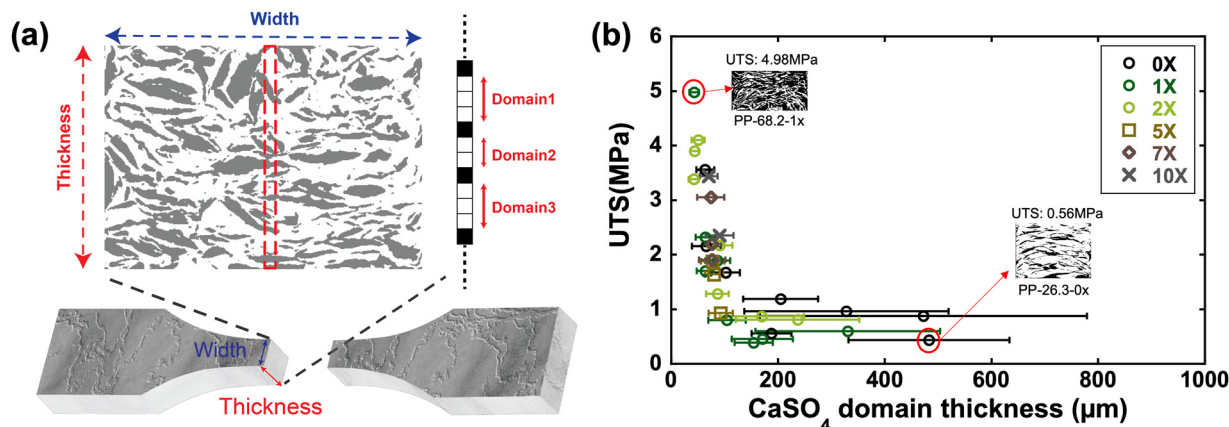 (a)
Width
Thickness
Domain1
Domain2
Domain3
Width
Thickness
(b)
UTS(MPa)
6
5
4
3
2
1
0
UTS: 4.98MPa
PP-68.2-1x
0X
1X
2X
5X
7X
10X
UTS: 0.56MPa
PP-26.3-0x
0 200 400 600 800 1000
CaSO4 domain thickness (µm)